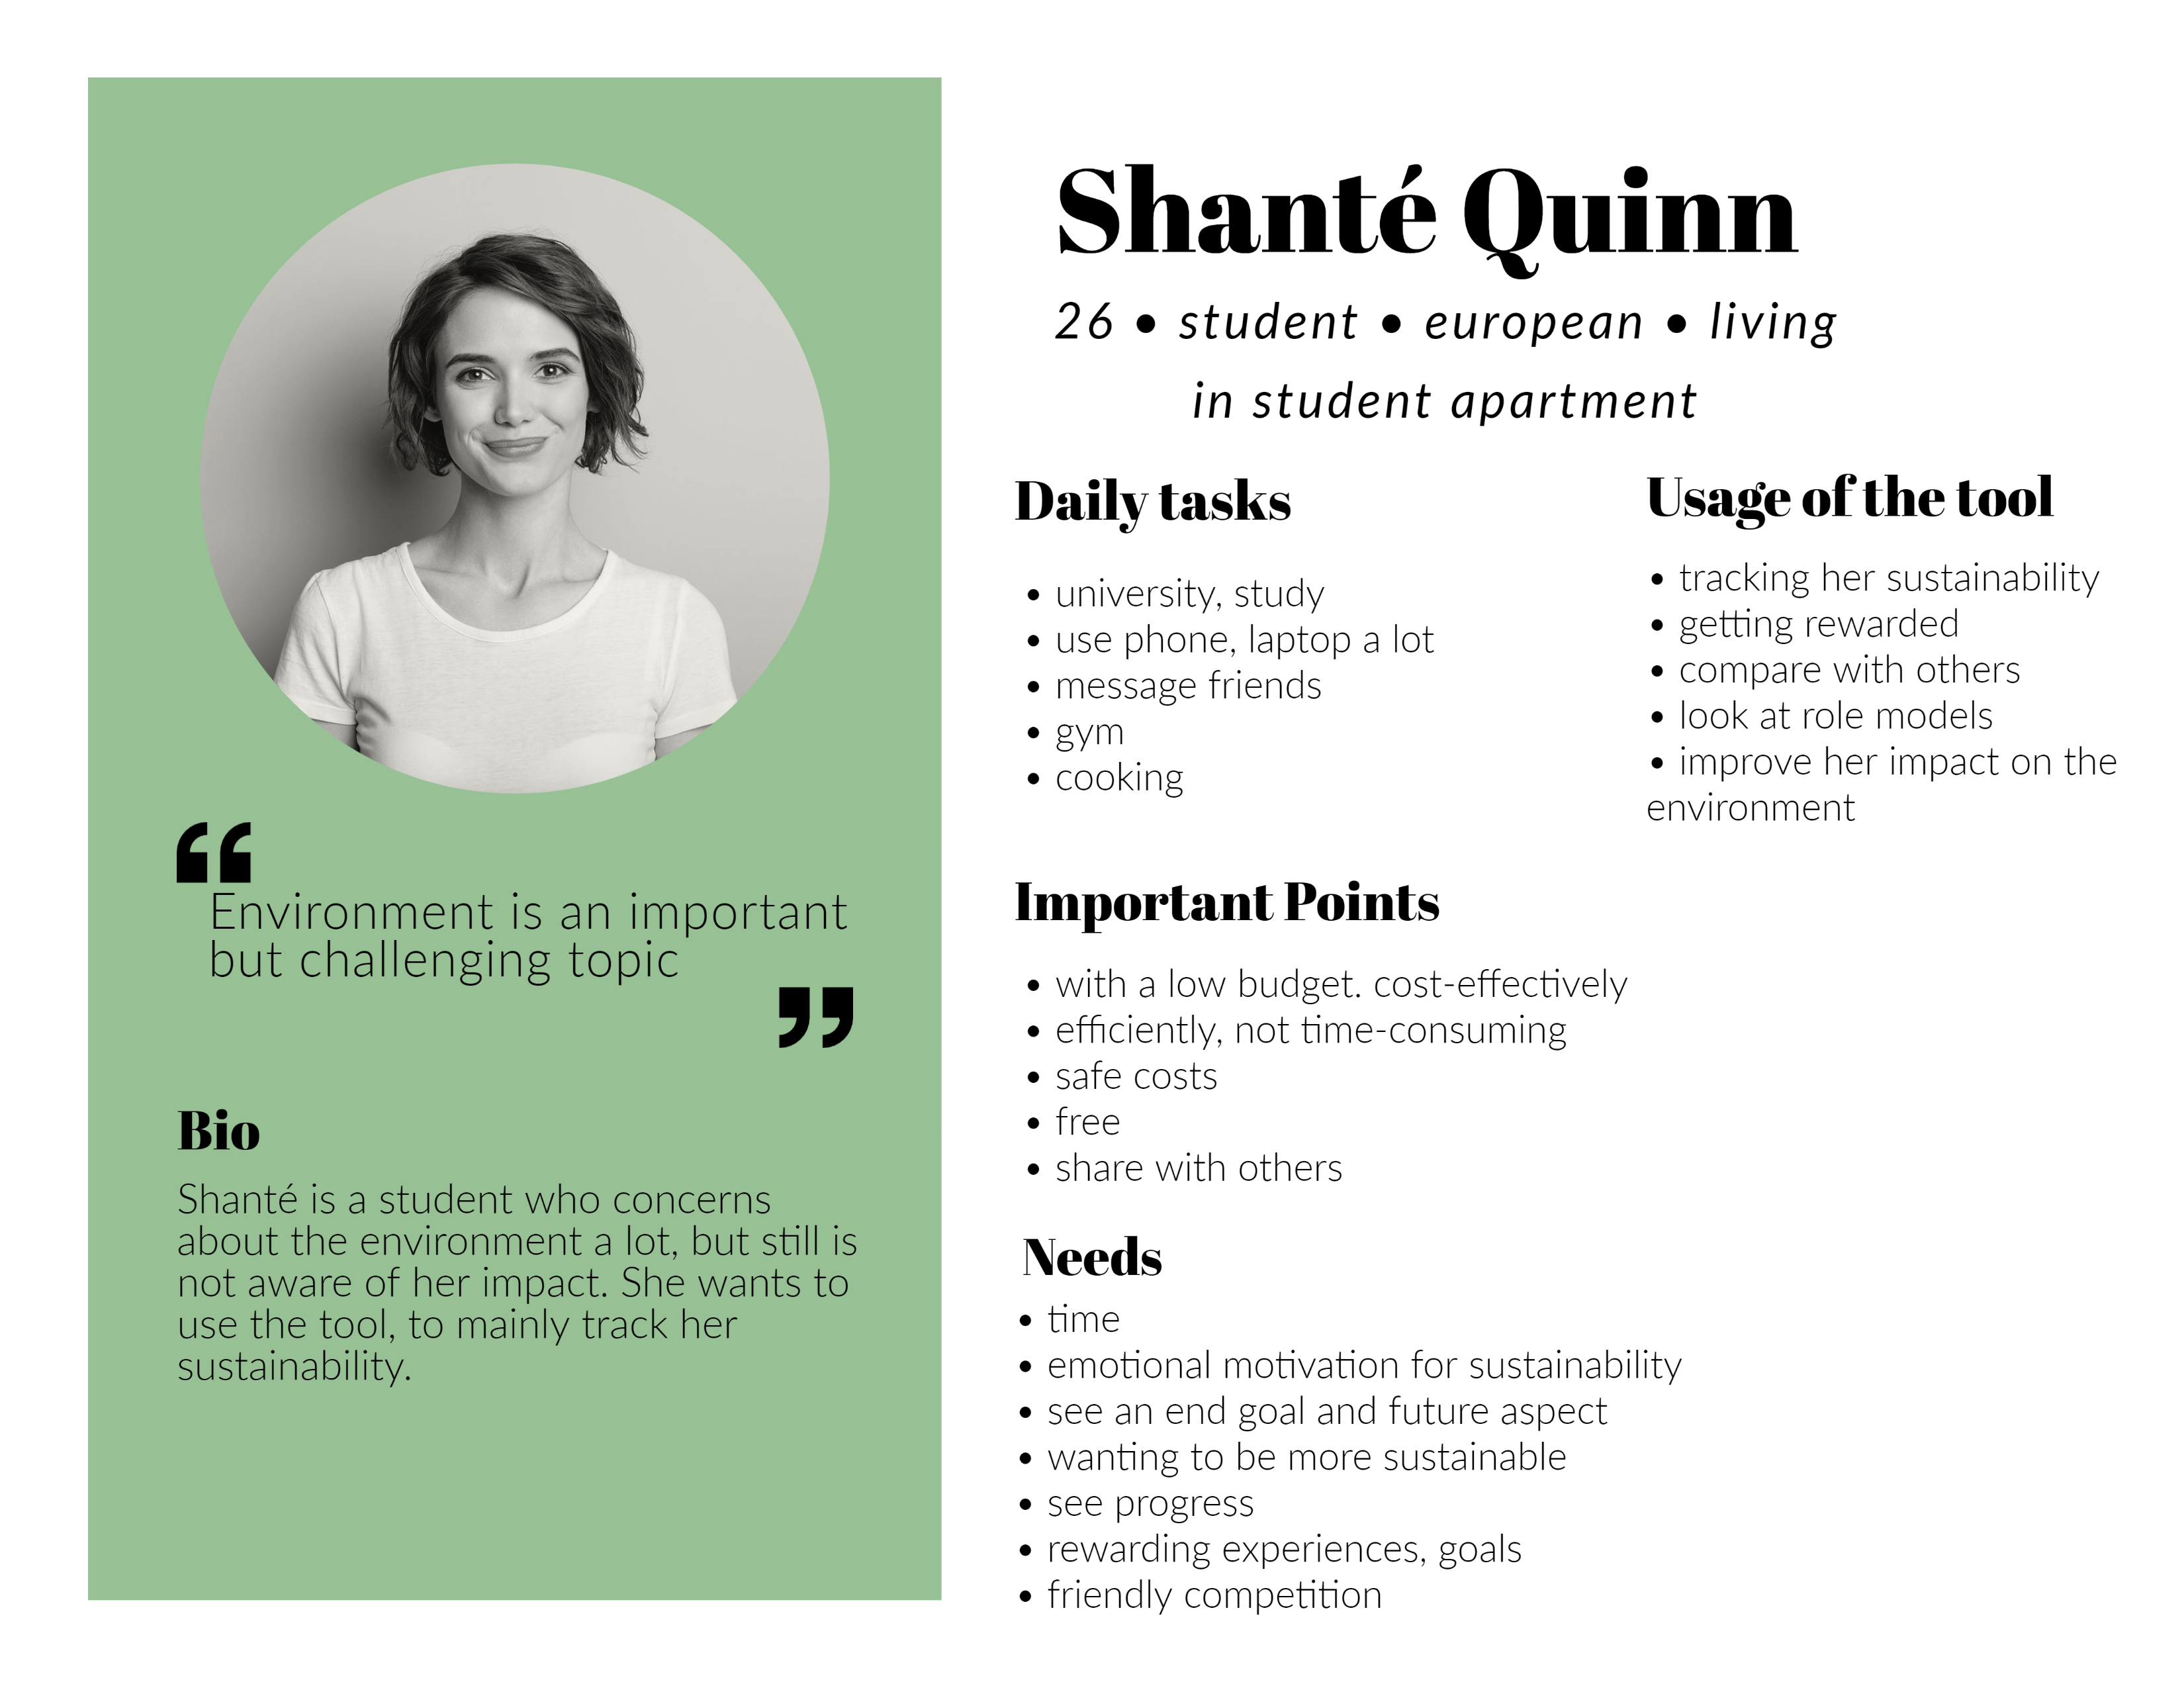 “
Environment is an important
but challenging topic
”
Bio
Shanté is a student who concerns
about the environment a lot, but still is
not aware of her impact. She wants to
use the tool, to mainly track her
sustainability.
Shanté Quinn
26 • student • european • living
in student apartment
Daily tasks
• university, study
• use phone, laptop a lot
• message friends
• gym
• cooking
Usage of the tool
• tracking her sustainability
• getting rewarded
• compare with others
• look at role models
• improve her impact on the
environment
Important Points
• with a low budget. cost-effectively
• efficiently, not time-consuming
• safe costs
• free
• share with others
Needs
• time
• emotional motivation for sustainability
• see an end goal and future aspect
• wanting to be more sustainable
• see progress
• rewarding experiences, goals
• friendly competition